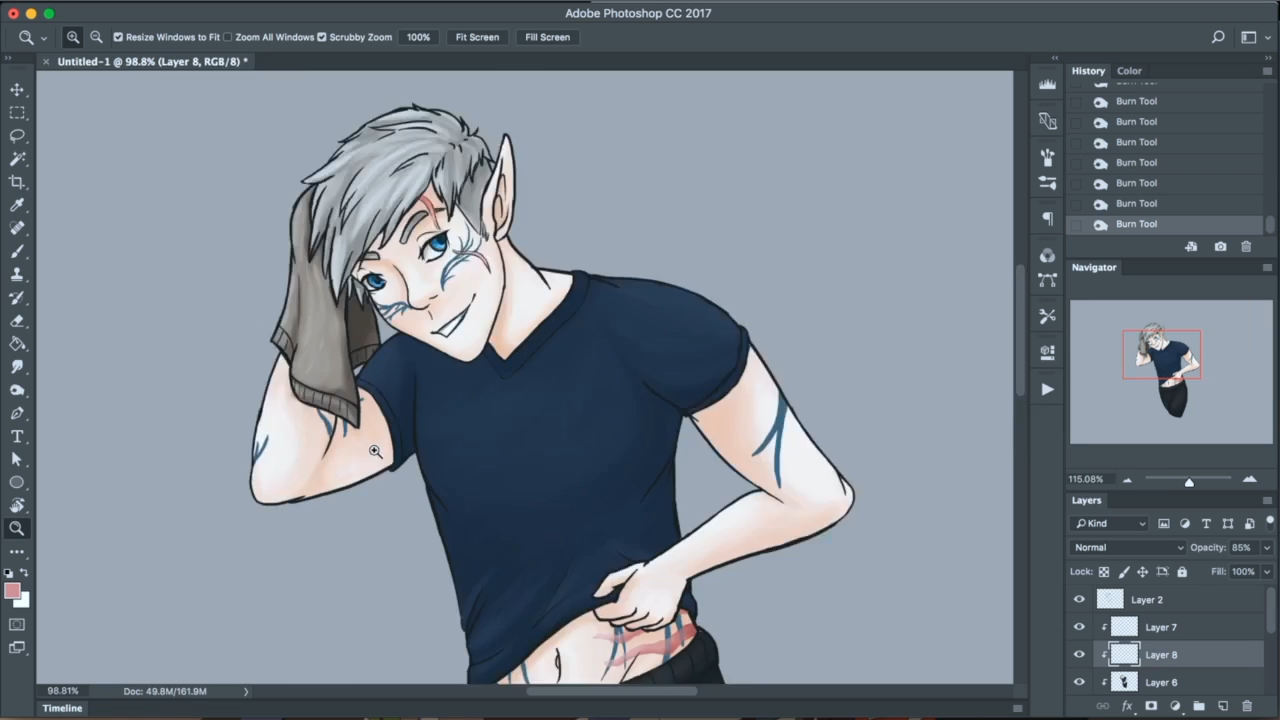 Adobe Photoshop CC 2017
Resize Windows to Fit Zoom All Windows Scrubby Zoom 100% Fit Screen Fill Screen
Untitled-1 @ 98.8% (Layer 8, RGB/8) *
History Color
Burn Tool
Burn Tool
Burn Tool
Burn Tool
Burn Tool
Burn Tool
Burn Tool
Navigator
115.08%
Layers
Kind
Normal Opacity: 85%
Lock: Fill: 100%
Layer 2
Layer 7
Layer 8
Layer 6
98.81% Doc: 49.8M/161.9M
Timeline